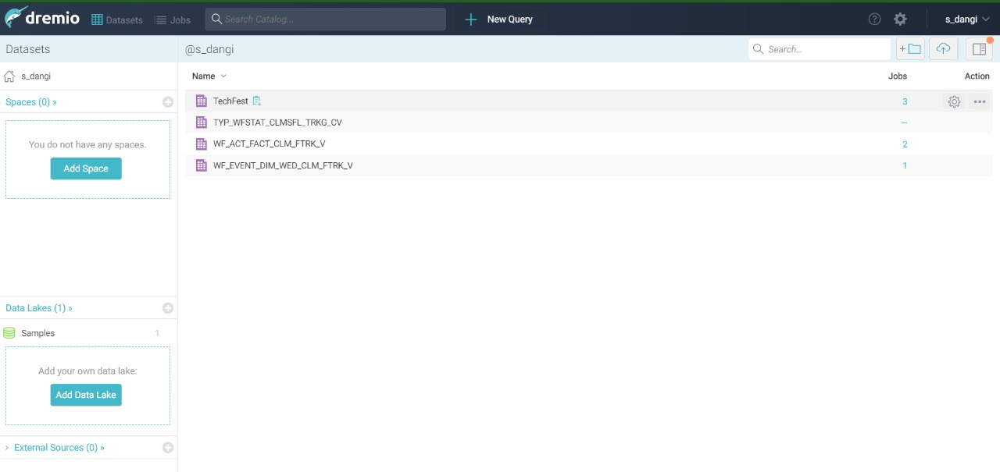 dremio Datasets Jobs Search Catalog... + New Query ? s_dangi
Datasets
@s_dangi
Search...
+
s_dangi
Name Jobs Action
Spaces (0) »
TechFest 3 ...
TYP_WFSTAT_CLMSFL_TRKG_CV –
WF_ACT_FACT_CLM_FTRK_V 2
WF_EVENT_DIM_WED_CLM_FTRK_V 1
You do not have any spaces.
Add Space
Data Lakes (1) »
Samples 1
Add your own data lake:
Add Data Lake
› External Sources (0) »